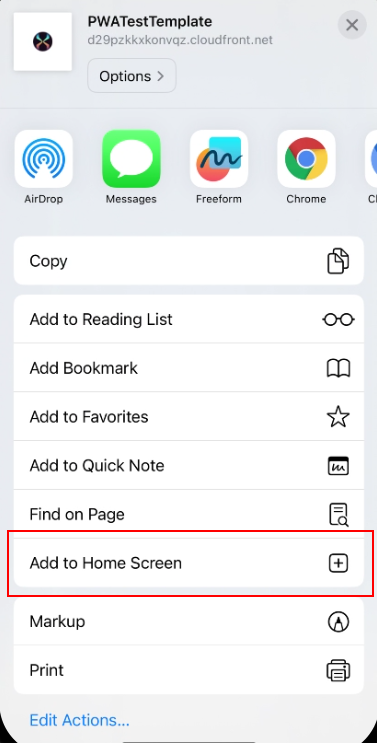 PWATestTemplate
d29pzkkxkonvqz.cloudfront.net
Options
AirDrop
Messages
Freeform
Chrome
Copy
Add to Reading List
Add Bookmark
Add to Favorites
Add to Quick Note
Find on Page
Add to Home Screen
Markup
Print
Edit Actions...